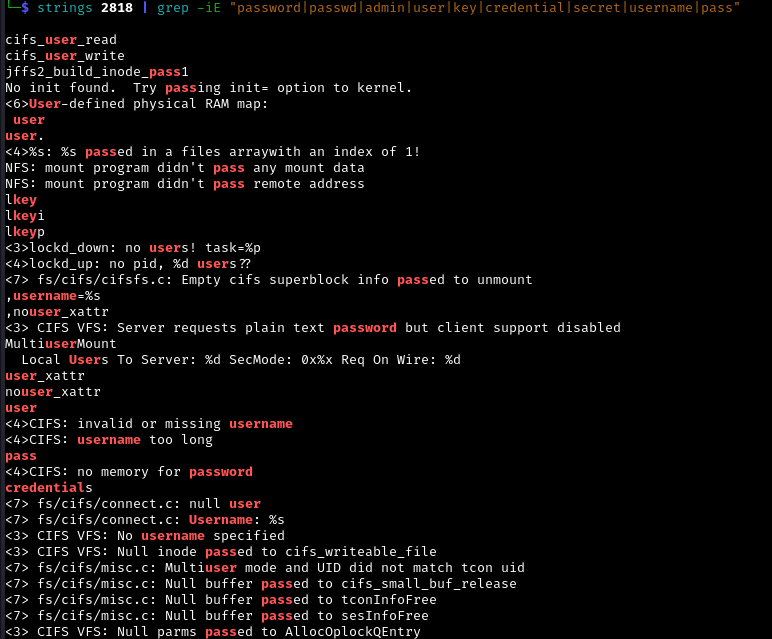 └─$ strings 2818 | grep -iE "password|passwd|admin|user|key|credential|secret|username|pass"
cifs_user_read
cifs_user_write
jffs2_build_inode_pass1
No init found.  Try passing init= option to kernel.
<6>User-defined physical RAM map:
 user
user.
<4>%s: %s passed in a files arraywith an index of 1!
NFS: mount program didn't pass any mount data
NFS: mount program didn't pass remote address
lkey
lkeyi
lkeyp
<3>lockd_down: no users! task=%p
<4>lockd_up: no pid, %d users??
<7> fs/cifs/cifsfs.c: Empty cifs superblock info passed to unmount
,username=%s
,nouser_xattr
<3> CIFS VFS: Server requests plain text password but client support disabled
MultiuserMount
  Local Users To Server: %d SecMode: 0x%x Req On Wire: %d
user_xattr
nouser_xattr
user
<4>CIFS: invalid or missing username
<4>CIFS: username too long
pass
<4>CIFS: no memory for password
credentials
<7> fs/cifs/connect.c: null user
<7> fs/cifs/connect.c: Username: %s
<3> CIFS VFS: No username specified
<3> CIFS VFS: Null inode passed to cifs_writeable_file
<7> fs/cifs/misc.c: Multiuser mode and UID did not match tcon uid
<7> fs/cifs/misc.c: Null buffer passed to cifs_small_buf_release
<7> fs/cifs/misc.c: Null buffer passed to tconInfoFree
<7> fs/cifs/misc.c: Null buffer passed to sesInfoFree
<3> CIFS VFS: Null parms passed to AllocOplockQEntry